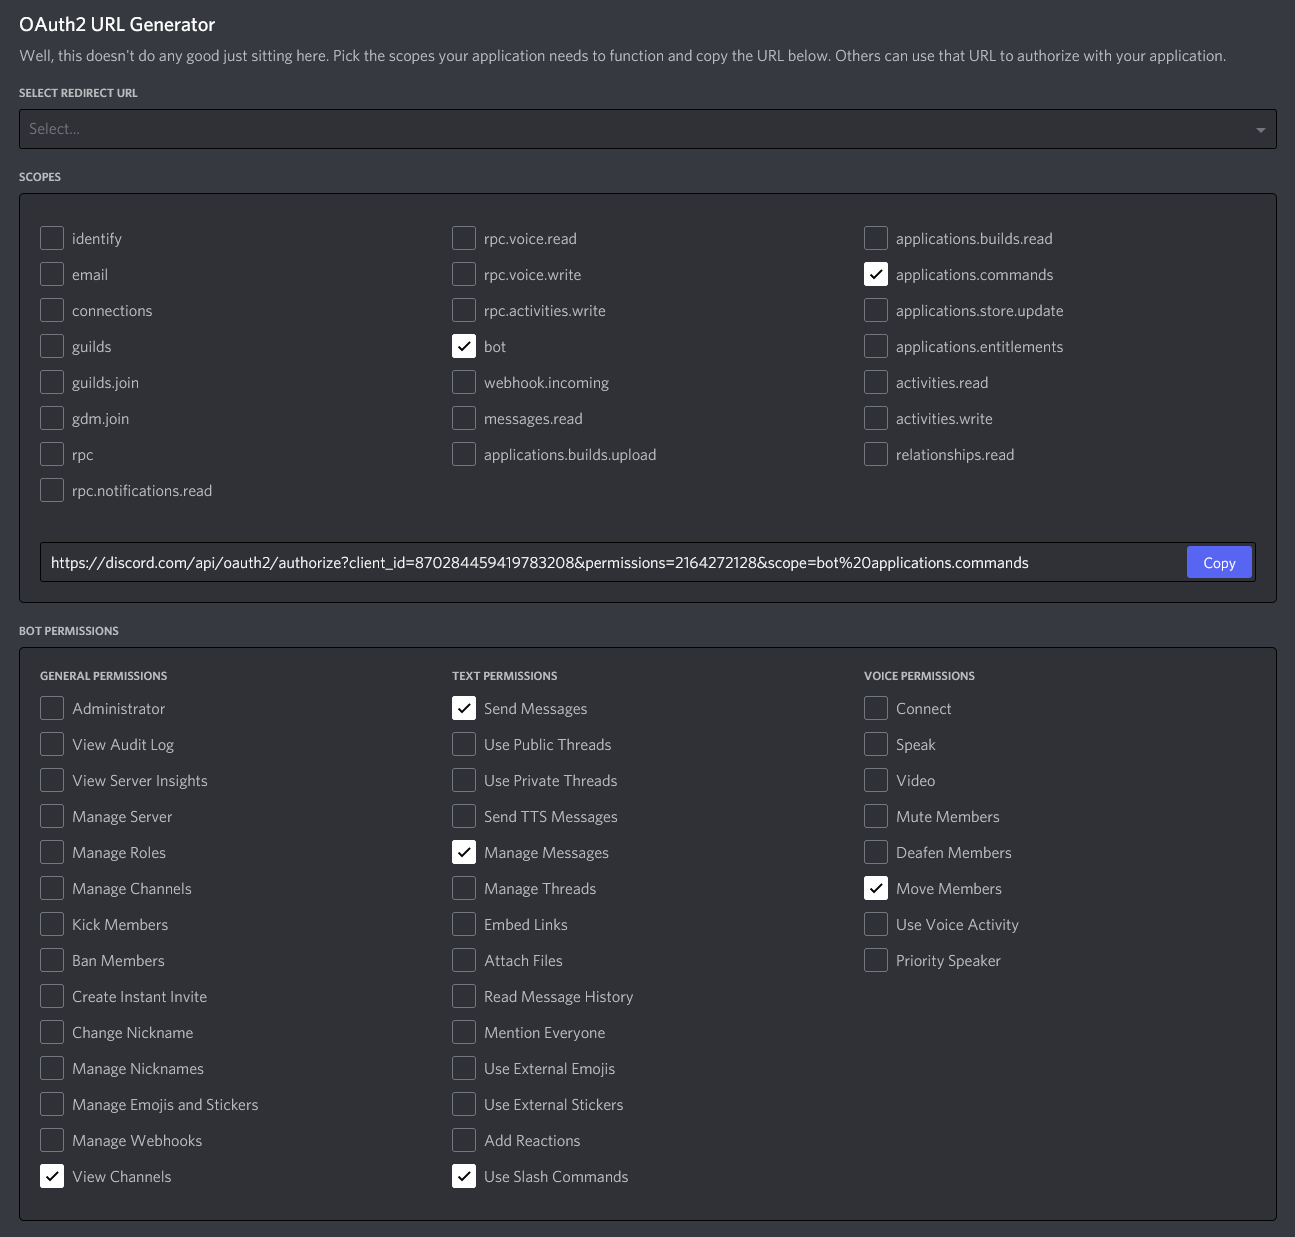 OAuth2 URL Generator
Well, this doesn't do any good just sitting here. Pick the scopes your application needs to function and copy the URL below. Others can use that URL to authorize with your application.
SELECT REDIRECT URL
Select...
SCOPES
identify
email
connections
guilds
guilds.join
gdm.join
rpc
rpc.notifications.read
rpc.voice.read
rpc.voice.write
rpc.activities.write
bot
webhook.incoming
messages.read
applications.builds.upload
applications.builds.read
applications.commands
applications.store.update
applications.entitlements
activities.read
activities.write
relationships.read
https://discord.com/api/oauth2/authorize?client_id=870284459419783208&permissions=2164272128&scope=bot%20applications.commands
Copy
BOT PERMISSIONS
GENERAL PERMISSIONS
Administrator
View Audit Log
View Server Insights
Manage Server
Manage Roles
Manage Channels
Kick Members
Ban Members
Create Instant Invite
Change Nickname
Manage Nicknames
Manage Emojis and Stickers
Manage Webhooks
View Channels
TEXT PERMISSIONS
Send Messages
Use Public Threads
Use Private Threads
Send TTS Messages
Manage Messages
Manage Threads
Embed Links
Attach Files
Read Message History
Mention Everyone
Use External Emojis
Use External Stickers
Add Reactions
Use Slash Commands
VOICE PERMISSIONS
Connect
Speak
Video
Mute Members
Deafen Members
Move Members
Use Voice Activity
Priority Speaker